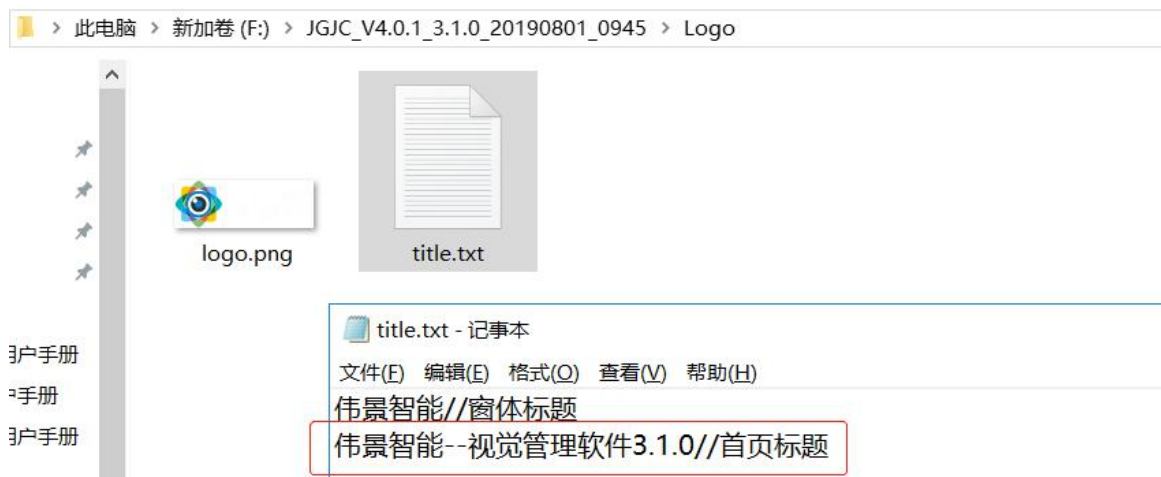 此电脑 > 新加卷 (F:) > JGJC_V4.0.1_3.1.0_20190801_0945 > Logo
logo.png
title.txt
title.txt - 记事本
用户手册
文件(F) 编辑(E) 格式(O) 查看(V) 帮助(H)
户手册
伟景智能//窗体标题
用户手册
伟景智能--视觉管理软件3.1.0//首页标题